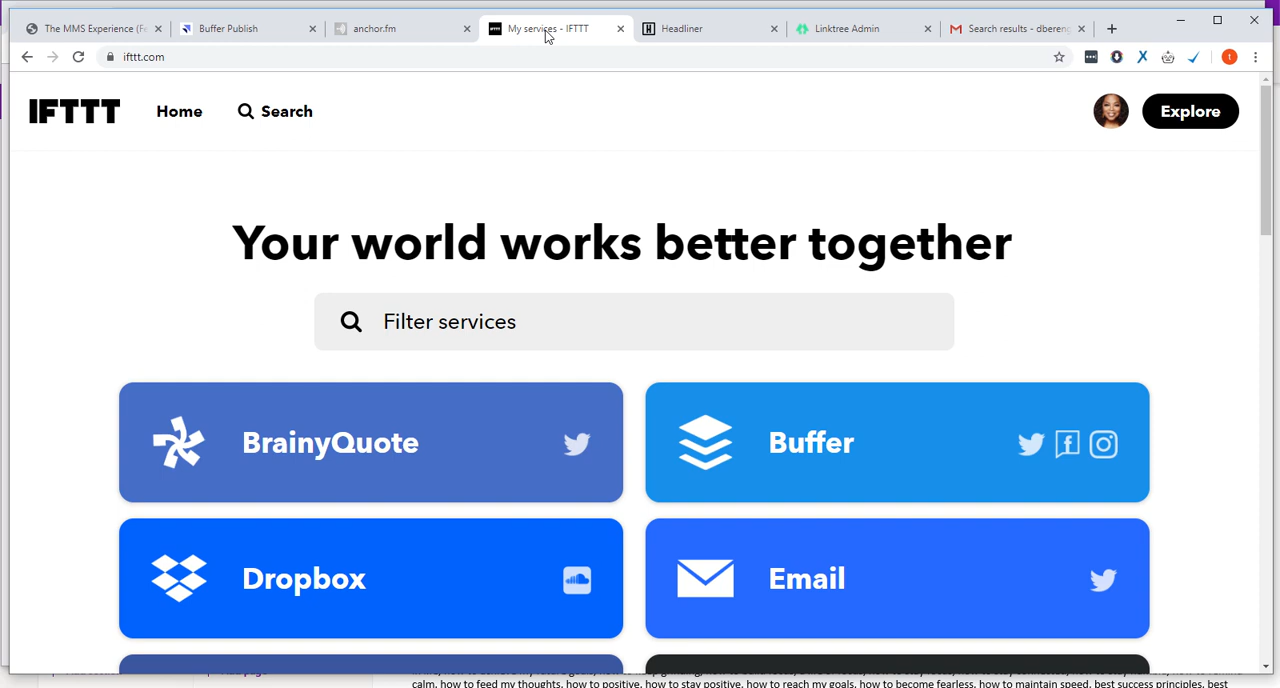 The MMS Experience (Fe
Buffer Publish
anchor.fm
My services - IFTTT
Headliner
Linktree Admin
Search results - dbereng
ifttt.com
t
IFTTT
Home
Search
Explore
Your world works better together
Filter services
BrainyQuote
Buffer
Dropbox
Email
calm, how to feed my thoughts, how to positive, how to stay positive, how to reach my goals, how to become fearless, how to maintain speed, best success principles, best